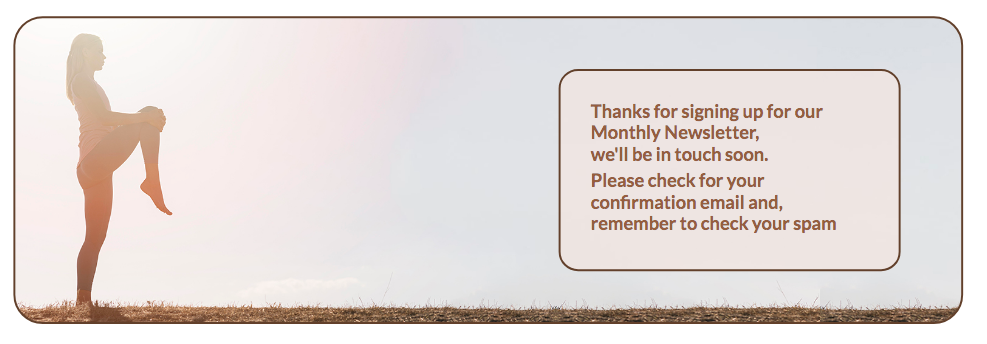 Thanks for signing up for our
Monthly Newsletter,
we'll be in touch soon.
Please check for your
confirmation email and,
remember to check your spam